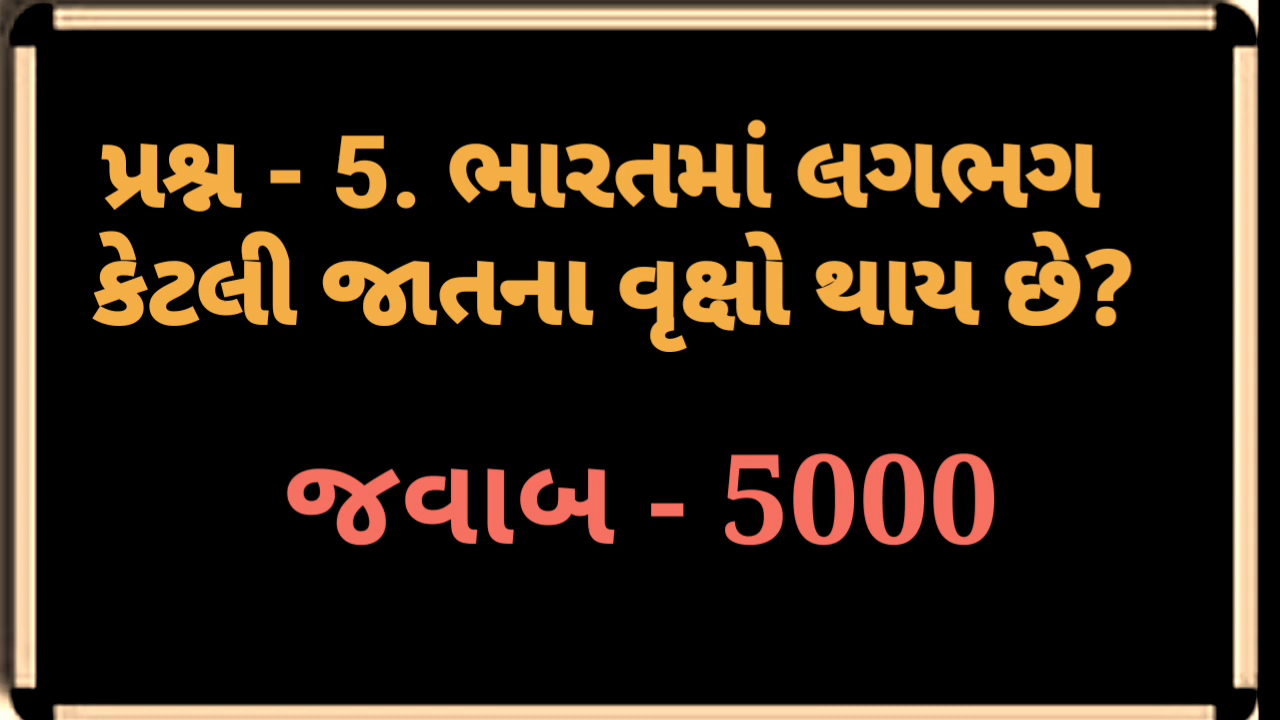 પ્રશ્ન - 5. ભારતમાં લગભગ
કેટલી જાતના વૃક્ષો થાય છે?
જવાબ - 5000